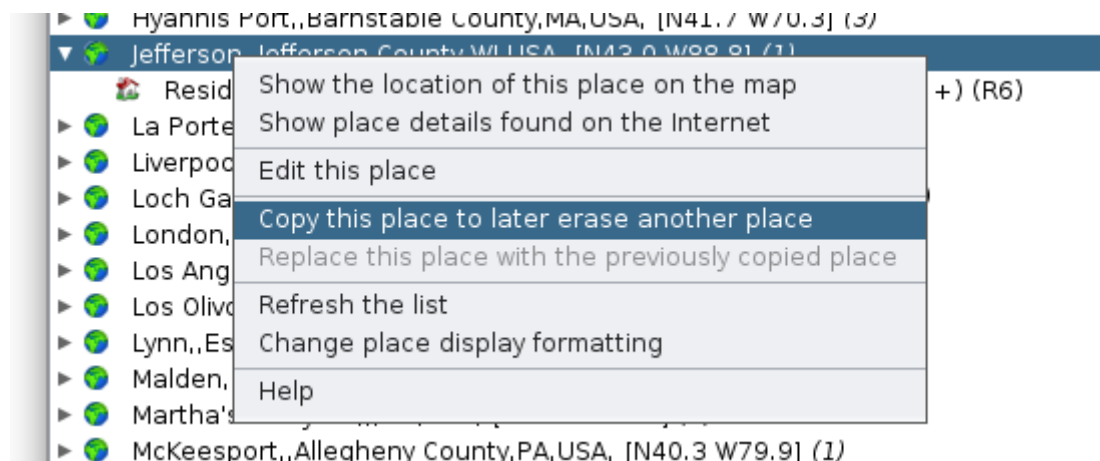 Hyannis Port,,Barnstable County,MA,USA, [N41.7 W70.3] (3)
Jefferson, Jefferson County,WI,USA, [N43.0 W88.8] (1)
Resid +) (R6)
Show the location of this place on the map
La Porte
Show place details found on the Internet
Liverpoo
Edit this place
Loch Ga
Copy this place to later erase another place
London,
Replace this place with the previously copied place
Los Ang
Los Olivo
Refresh the list
Lynn,,Es
Change place display formatting
Malden,
Help
Martha's
McKeesport,,Allegheny County,PA,USA, [N40.3 W79.9] (1)